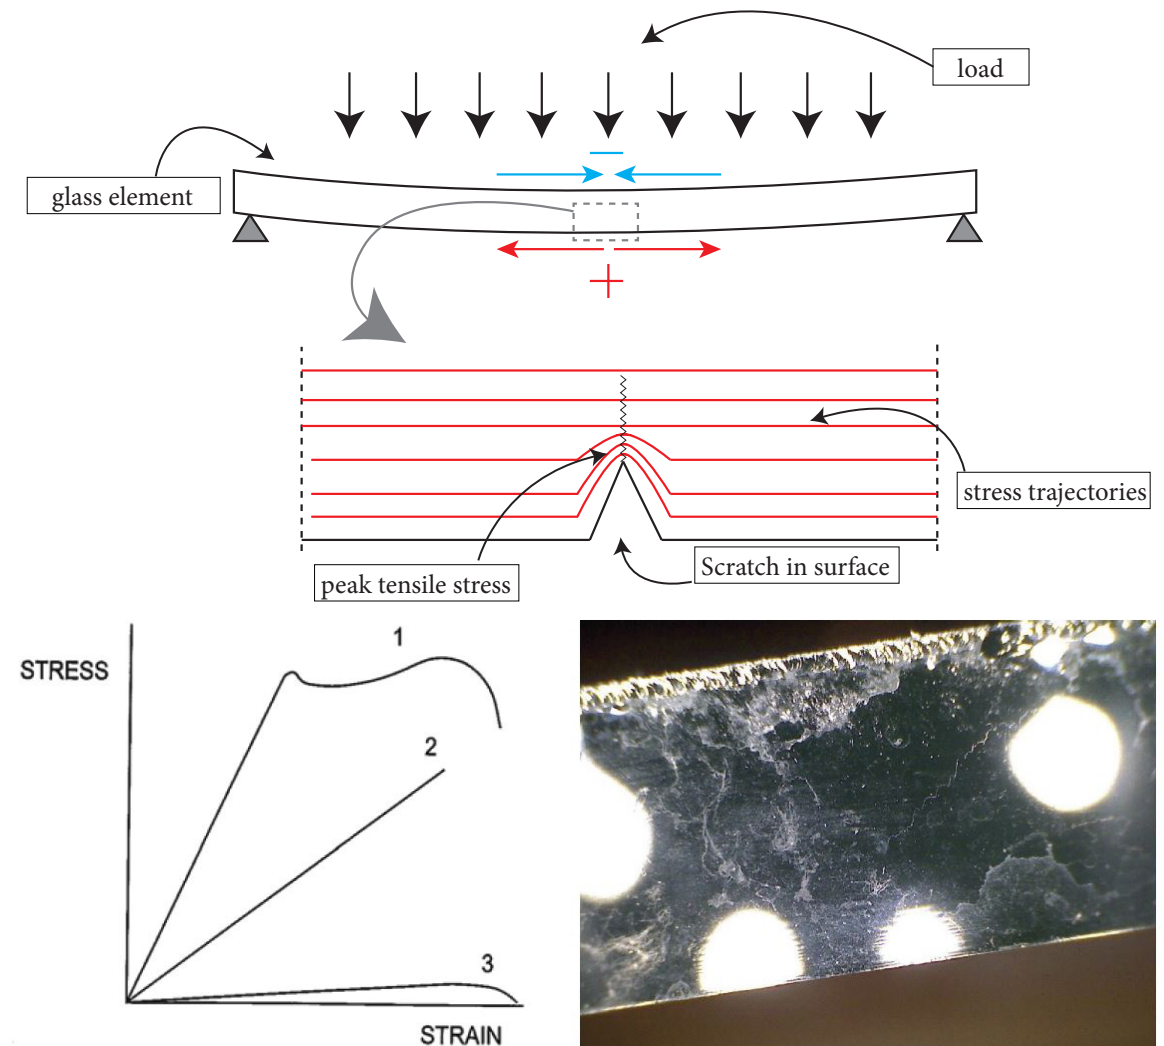 load
glass element
stress trajectories
Scratch in surface
peak tensile stress
STRESS
1
2
3
STRAIN